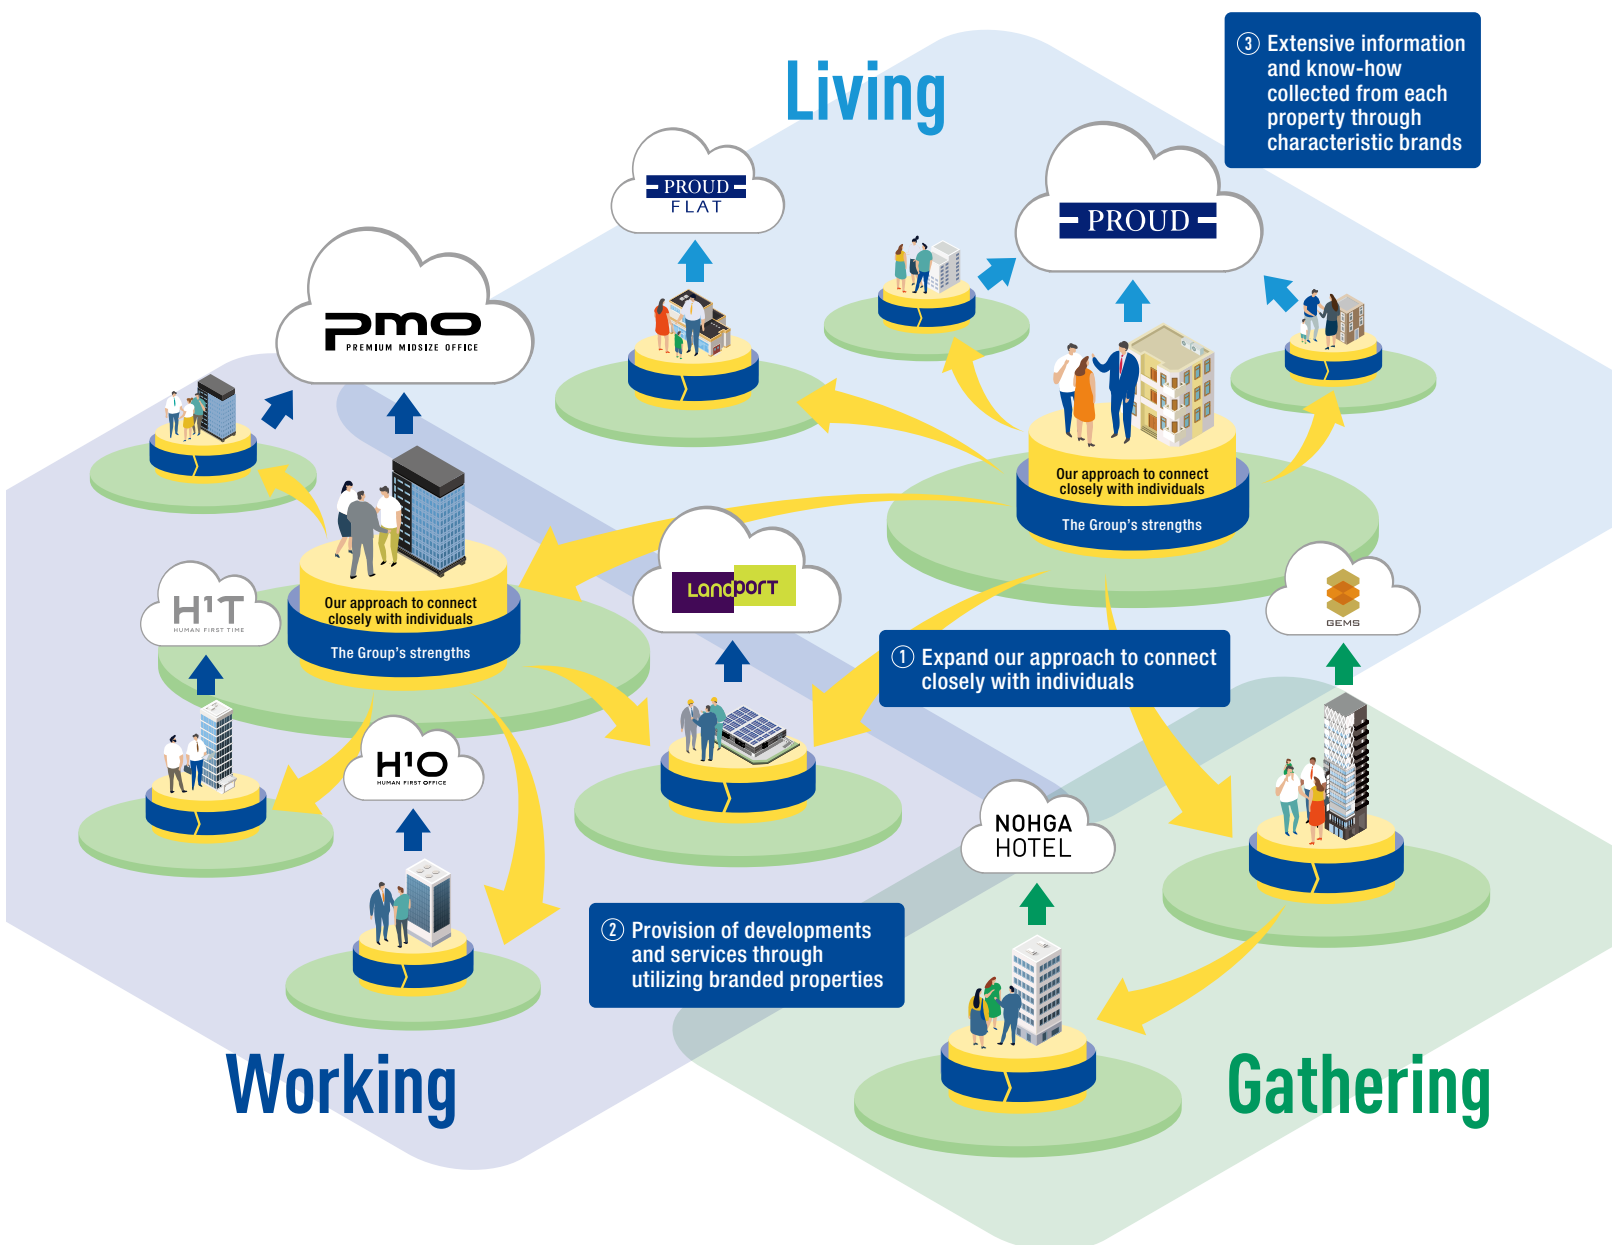 Living
③ Extensive information
and know-how
collected from each
property through
characteristic brands
PROUD
FLAT
PROUD
pmo
PREMIUM MIDSIZE OFFICE
Our approach to connect
closely with individuals
The Group's strengths
Landport
GEMS
H¹T
HUMAN FIRST TIME
Our approach to connect
closely with individuals
The Group's strengths
① Expand our approach to connect
closely with individuals
H¹O
HUMAN FIRST OFFICE
NOHGA
HOTEL
② Provision of developments
and services through
utilizing branded properties
Working
Gathering